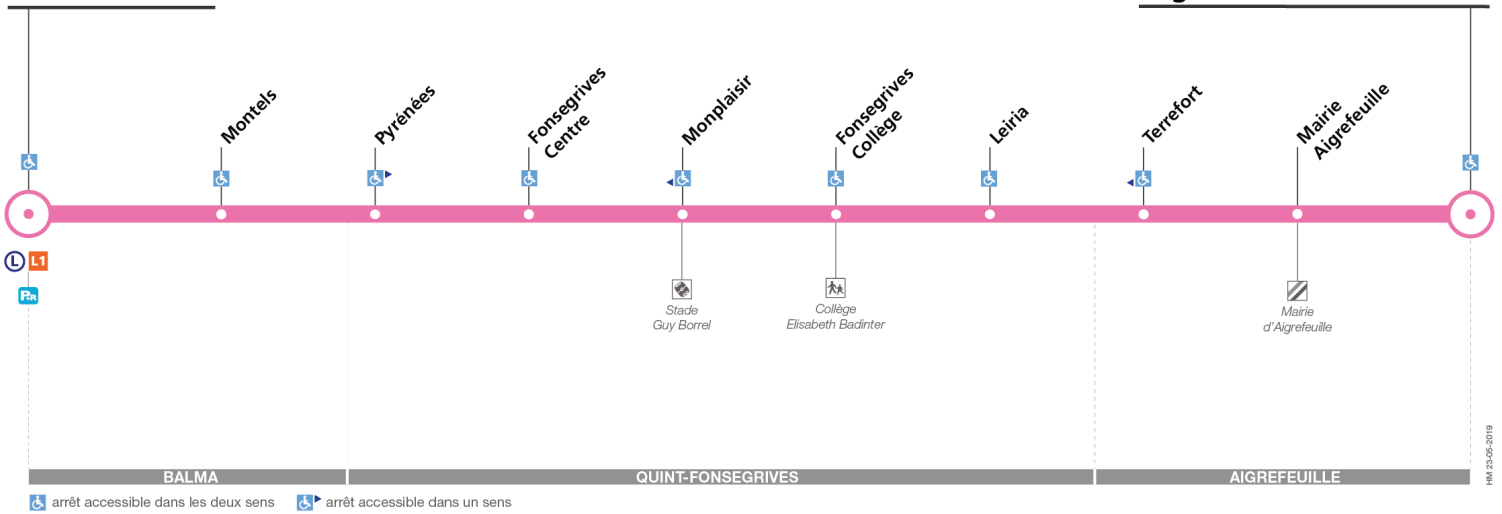 Montels
Pyrénées
Fonsegrives
Centre
Monplaisir
Fonsegrives
Collège
Leiria
Terrefort
Mairie
Aigrefeuille
L L1
P+R
Stade
Guy Borrel
Collège
Elisabeth Badinter
Mairie
d'Aigrefeuille
BALMA
QUINT-FONSEGRIVES
AIGREFEUILLE
arrêt accessible dans les deux sens
arrêt accessible dans un sens
HM 23-05-2019